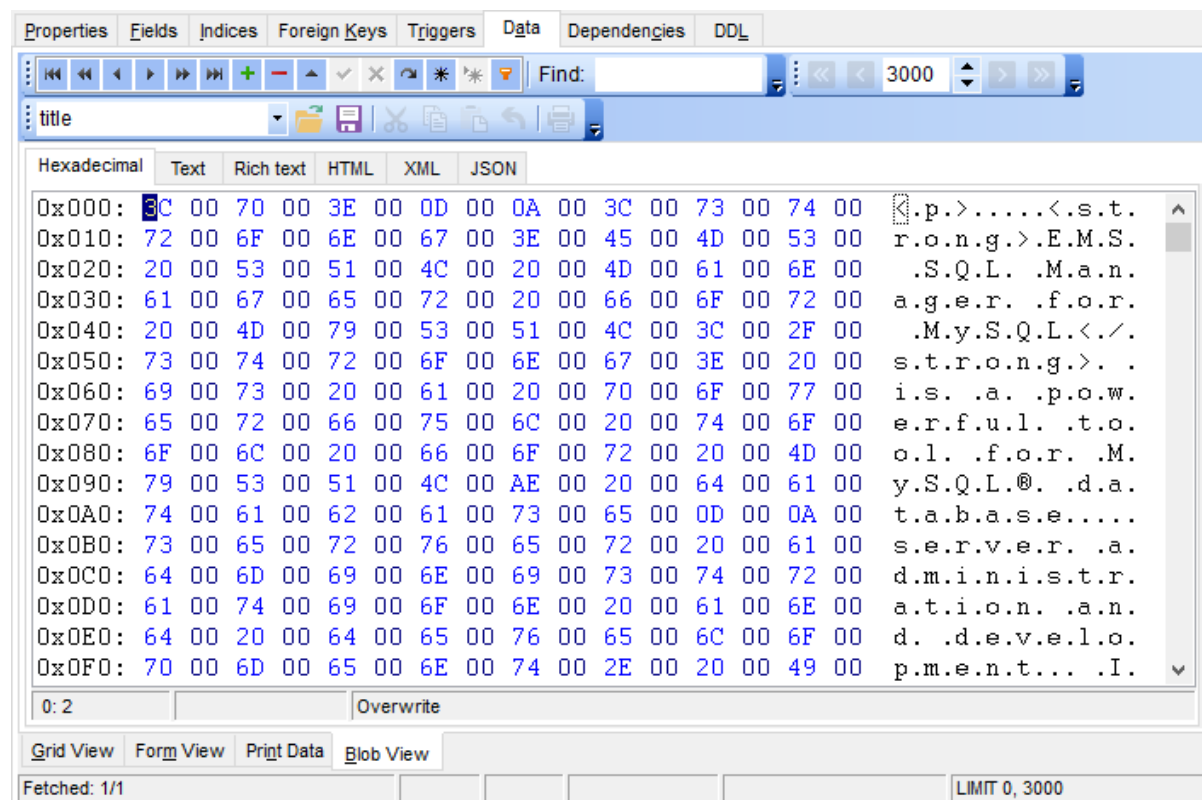 Properties Fields Indices Foreign Keys Triggers Data Dependencies DDL
Find: 3000
title
Hexadecimal Text Rich text HTML XML JSON
0x000: 3C 00 70 00 3E 00 0D 00 0A 00 3C 00 73 00 74 00 <.p.>.....<.s.t.
0x010: 72 00 6F 00 6E 00 67 00 3E 00 45 00 4D 00 53 00 r.o.n.g.>.E.M.S.
0x020: 20 00 53 00 51 00 4C 00 20 00 4D 00 61 00 6E 00 .S.Q.L. .M.a.n.
0x030: 61 00 67 00 65 00 72 00 20 00 66 00 6F 00 72 00 a.g.e.r. .f.o.r.
0x040: 20 00 4D 00 79 00 53 00 51 00 4C 00 3C 00 2F 00 .M.y.S.Q.L.<./.
0x050: 73 00 74 00 72 00 6F 00 6E 00 67 00 3E 00 20 00 s.t.r.o.n.g.>. .
0x060: 69 00 73 00 20 00 61 00 20 00 70 00 6F 00 77 00 i.s. .a. .p.o.w.
0x070: 65 00 72 00 66 00 75 00 6C 00 20 00 74 00 6F 00 e.r.f.u.l. .t.o.
0x080: 6F 00 6C 00 20 00 66 00 6F 00 72 00 20 00 4D 00 o.l. .f.o.r. .M.
0x090: 79 00 53 00 51 00 4C 00 AE 00 20 00 64 00 61 00 y.S.Q.L.®. .d.a.
0x0A0: 74 00 61 00 62 00 61 00 73 00 65 00 0D 00 0A 00 t.a.b.a.s.e.....
0x0B0: 73 00 65 00 72 00 76 00 65 00 72 00 20 00 61 00 s.e.r.v.e.r. .a.
0x0C0: 64 00 6D 00 69 00 6E 00 69 00 73 00 74 00 72 00 d.m.i.n.i.s.t.r.
0x0D0: 61 00 74 00 69 00 6F 00 6E 00 20 00 61 00 6E 00 a.t.i.o.n. .a.n.
0x0E0: 64 00 20 00 64 00 65 00 76 00 65 00 6C 00 6F 00 d. .d.e.v.e.l.o.
0x0F0: 70 00 6D 00 65 00 6E 00 74 00 2E 00 20 00 49 00 p.m.e.n.t... .I.
0: 2 Overwrite
Grid View Form View Print Data Blob View
Fetched: 1/1 LIMIT 0, 3000